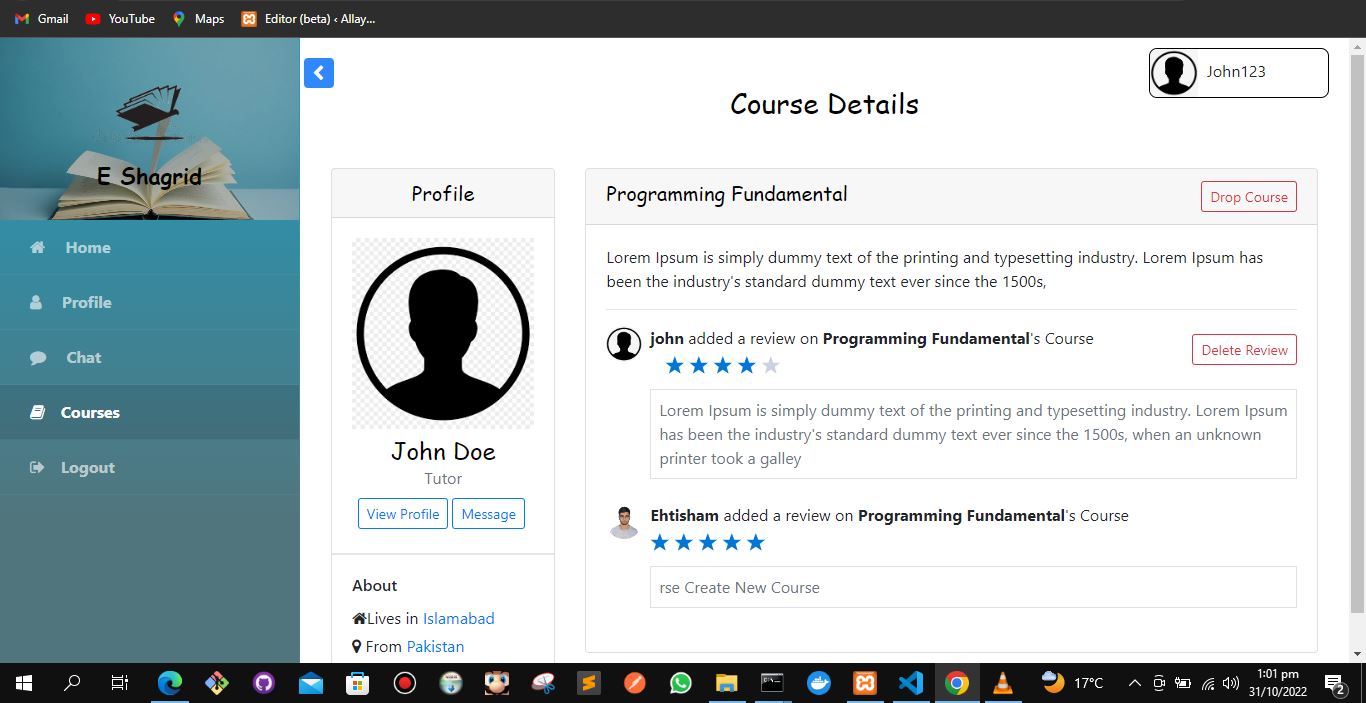 Gmail
YouTube
Maps
Editor (beta) ‹ Allay...
John123
Course Details
E Shagrid
Home
Profile
Chat
Courses
Logout
Profile
John Doe
Tutor
View Profile
Message
About
Lives in Islamabad
From Pakistan
Programming Fundamental
Drop Course
Lorem Ipsum is simply dummy text of the printing and typesetting industry. Lorem Ipsum has
been the industry's standard dummy text ever since the 1500s,
john added a review on Programming Fundamental's Course
Delete Review
Lorem Ipsum is simply dummy text of the printing and typesetting industry. Lorem Ipsum
has been the industry's standard dummy text ever since the 1500s, when an unknown
printer took a galley
Ehtisham added a review on Programming Fundamental's Course
rse Create New Course
17°C
1:01 pm
31/10/2022
2